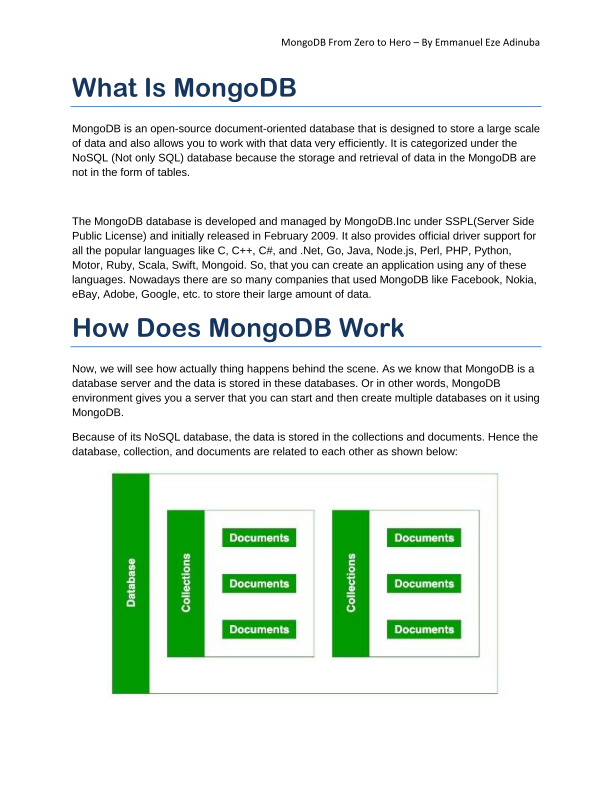 MongoDB From Zero to Hero – By Emmanuel Eze Adinuba
What Is MongoDB
MongoDB is an open-source document-oriented database that is designed to store a large scale
of data and also allows you to work with that data very efficiently. It is categorized under the
NoSQL (Not only SQL) database because the storage and retrieval of data in the MongoDB are
not in the form of tables.
The MongoDB database is developed and managed by MongoDB.Inc under SSPL(Server Side
Public License) and initially released in February 2009. It also provides official driver support for
all the popular languages like C, C++, C#, and .Net, Go, Java, Node.js, Perl, PHP, Python,
Motor, Ruby, Scala, Swift, Mongoid. So, that you can create an application using any of these
languages. Nowadays there are so many companies that used MongoDB like Facebook, Nokia,
eBay, Adobe, Google, etc. to store their large amount of data.
How Does MongoDB Work
Now, we will see how actually thing happens behind the scene. As we know that MongoDB is a
database server and the data is stored in these databases. Or in other words, MongoDB
environment gives you a server that you can start and then create multiple databases on it using
MongoDB.
Because of its NoSQL database, the data is stored in the collections and documents. Hence the
database, collection, and documents are related to each other as shown below:
Database
Collections
Documents
Documents
Documents
Collections
Documents
Documents
Documents